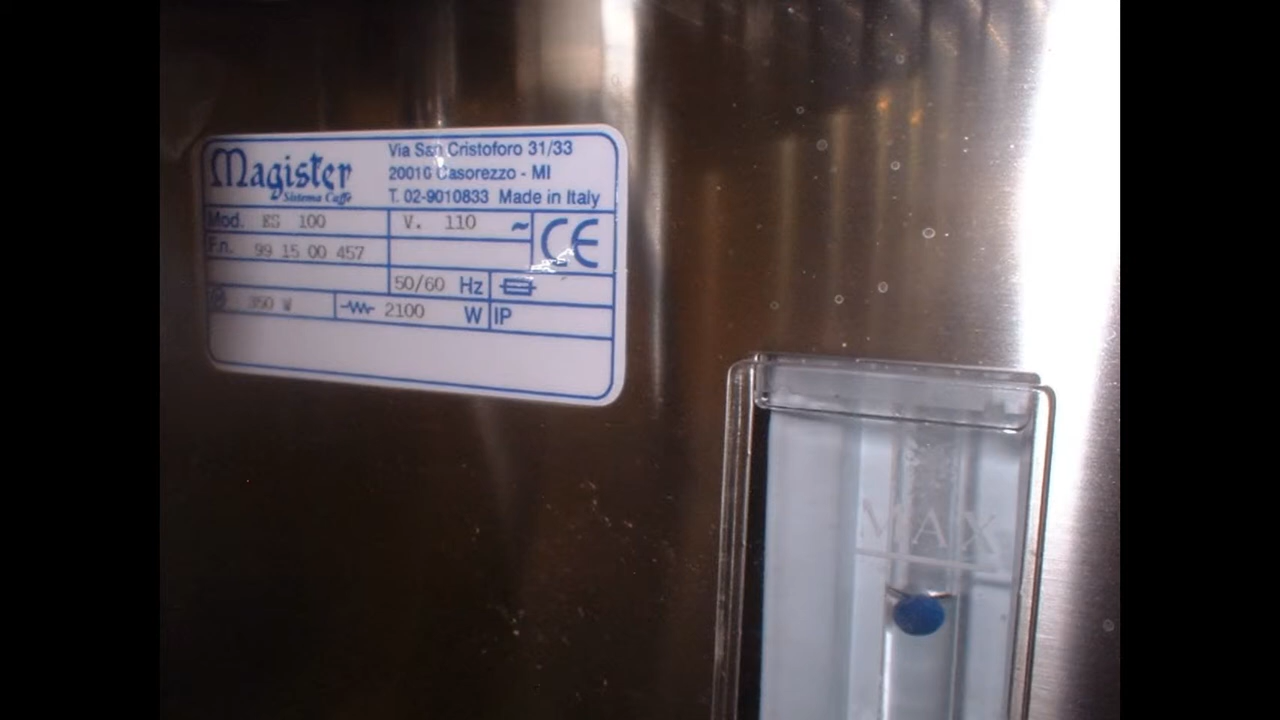 Magister
Sistema Caffè
Via San Cristoforo 31/33
20010 Casorezzo - MI
T. 02-9010833 Made in Italy
Mod. ES 100
V. 110 ~
CE
F.n. 99 15 00 457
50/60 Hz
350 W
2100 W
IP
MAX